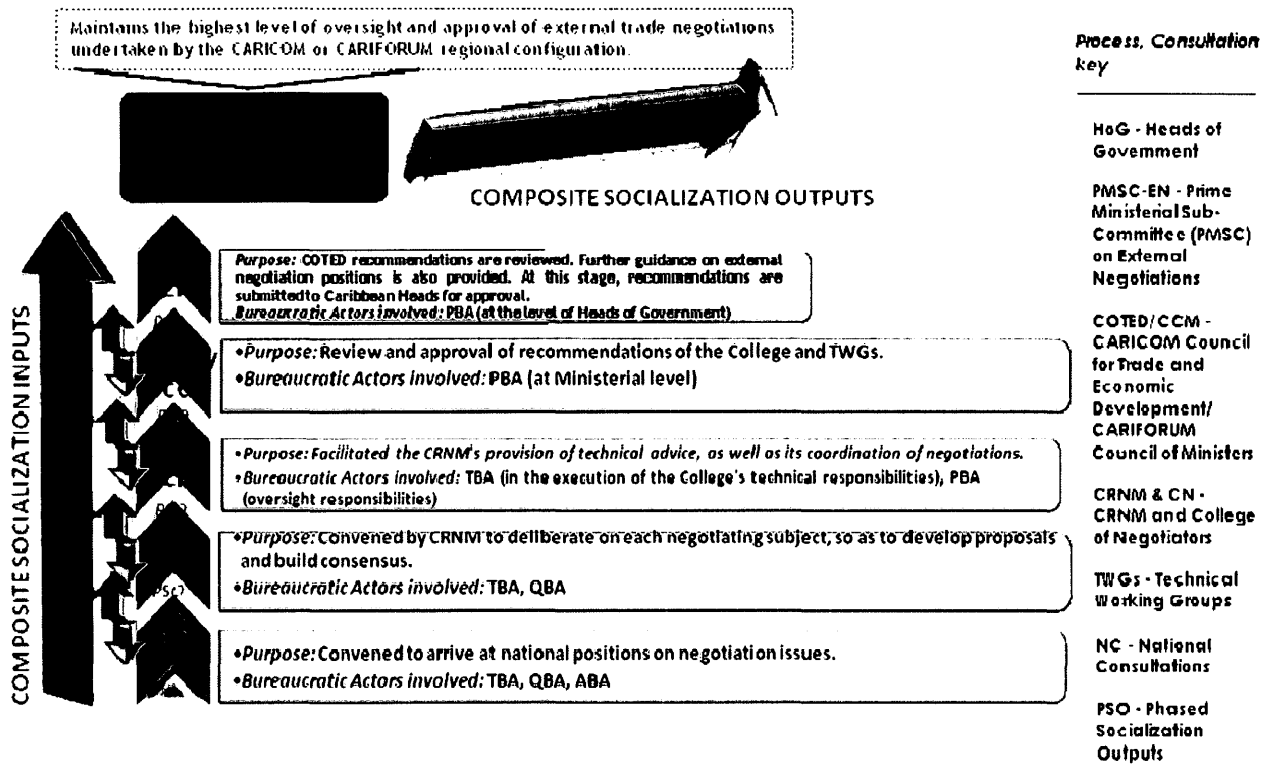 Maintains the highest level of oversight and approval of external trade negotiations
undertaken by the CARICOM or CARIFORUM regional configuration.
COMPOSITE SOCIALIZATION OUTPUTS
COMPOSITE SOCIALIZATION INPUTS
Purpose: COTED recommendations are reviewed. Further guidance on external
negotiation positions is also provided. At this stage, recommendations are
submitted to Caribbean Heads for approval.
Bureaucratic Actors involved: PBA (at the level of Heads of Government)
•Purpose: Review and approval of recommendations of the College and TWGs.
•Bureaucratic Actors involved: PBA (at Ministerial level)
•Purpose: Facilitated the CRNM's provision of technical advice, as well as its coordination of negotiations.
•Bureaucratic Actors involved: TBA (in the execution of the College's technical responsibilities), PBA
(oversight responsibilities)
•Purpose: Convened by CRNM to deliberate on each negotiating subject, so as to develop proposals
and build consensus.
•Bureaucratic Actors involved: TBA, QBA
•Purpose: Convened to arrive at national positions on negotiation issues.
•Bureaucratic Actors involved: TBA, QBA, ABA
Process, Consultation
key
HoG - Heads of
Government
PMSC-EN - Prime
Ministerial Sub-
Committee (PMSC)
on External
Negotiations
COTED/CCM -
CARICOM Council
for Trade and
Economic
Development/
CARIFORUM
Council of Ministers
CRNM & CN -
CRNM and College
of Negotiators
TWGs - Technical
Working Groups
NC - National
Consultations
PSO - Phased
Socialization
Outputs